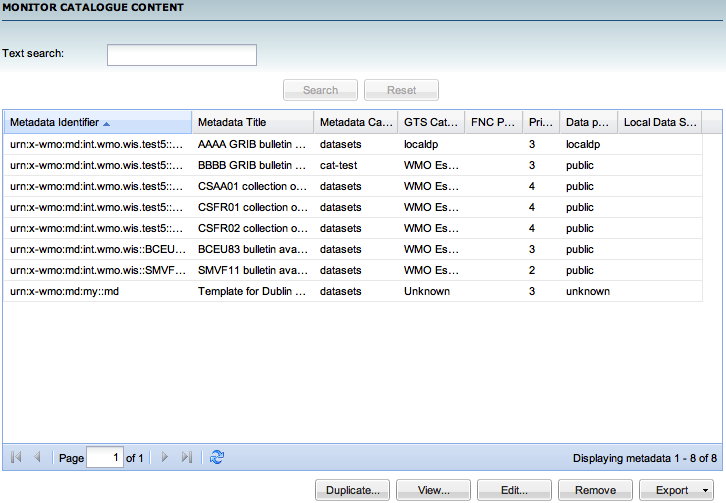 MONITOR CATALOGUE CONTENT
Text search:
Search Reset
Metadata Identifier Metadata Title Metadata Ca... GTS Cat... FNC P... Pri... Data p... Local Data S...
urn:x-wmo:md:int.wmo.wis.test5::... AAAA GRIB bulletin ... datasets localdp 3 localdp
urn:x-wmo:md:int.wmo.wis.test5::... BBBB GRIB bulletin ... cat-test WMO Es... 3 public
urn:x-wmo:md:int.wmo.wis.test5::... CSAA01 collection o... datasets WMO Es... 4 public
urn:x-wmo:md:int.wmo.wis.test5::... CSFR01 collection o... datasets WMO Es... 4 public
urn:x-wmo:md:int.wmo.wis.test5::... CSFR02 collection o... datasets WMO Es... 4 public
urn:x-wmo:md:int.wmo.wis::BCEU... BCEU83 bulletin ava... datasets WMO Es... 3 public
urn:x-wmo:md:int.wmo.wis::SMVF... SMVF11 bulletin ava... datasets WMO Es... 2 public
urn:x-wmo:md:my::md Template for Dublin ... datasets Unknown 3 unknown
Page 1 of 1 Displaying metadata 1 - 8 of 8
Duplicate... View... Edit... Remove Export